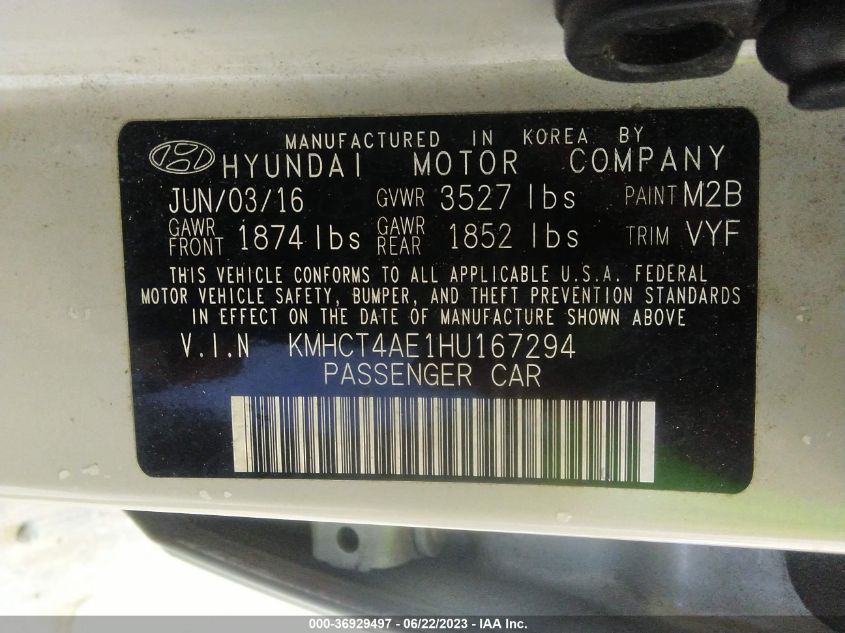 MANUFACTURED IN KOREA BY
HYUNDAI MOTOR COMPANY
JUN/03/16 GVWR 3527 lbs PAINT M2B
GAWR FRONT 1874 lbs GAWR REAR 1852 lbs TRIM VYF
THIS VEHICLE CONFORMS TO ALL APPLICABLE U.S.A. FEDERAL
MOTOR VEHICLE SAFETY, BUMPER, AND THEFT PREVENTION STANDARDS
IN EFFECT ON THE DATE OF MANUFACTURE SHOWN ABOVE
V.I.N KMHCT4AE1HU167294
PASSENGER CAR
000-36929497 - 06/22/2023 - IAA Inc.